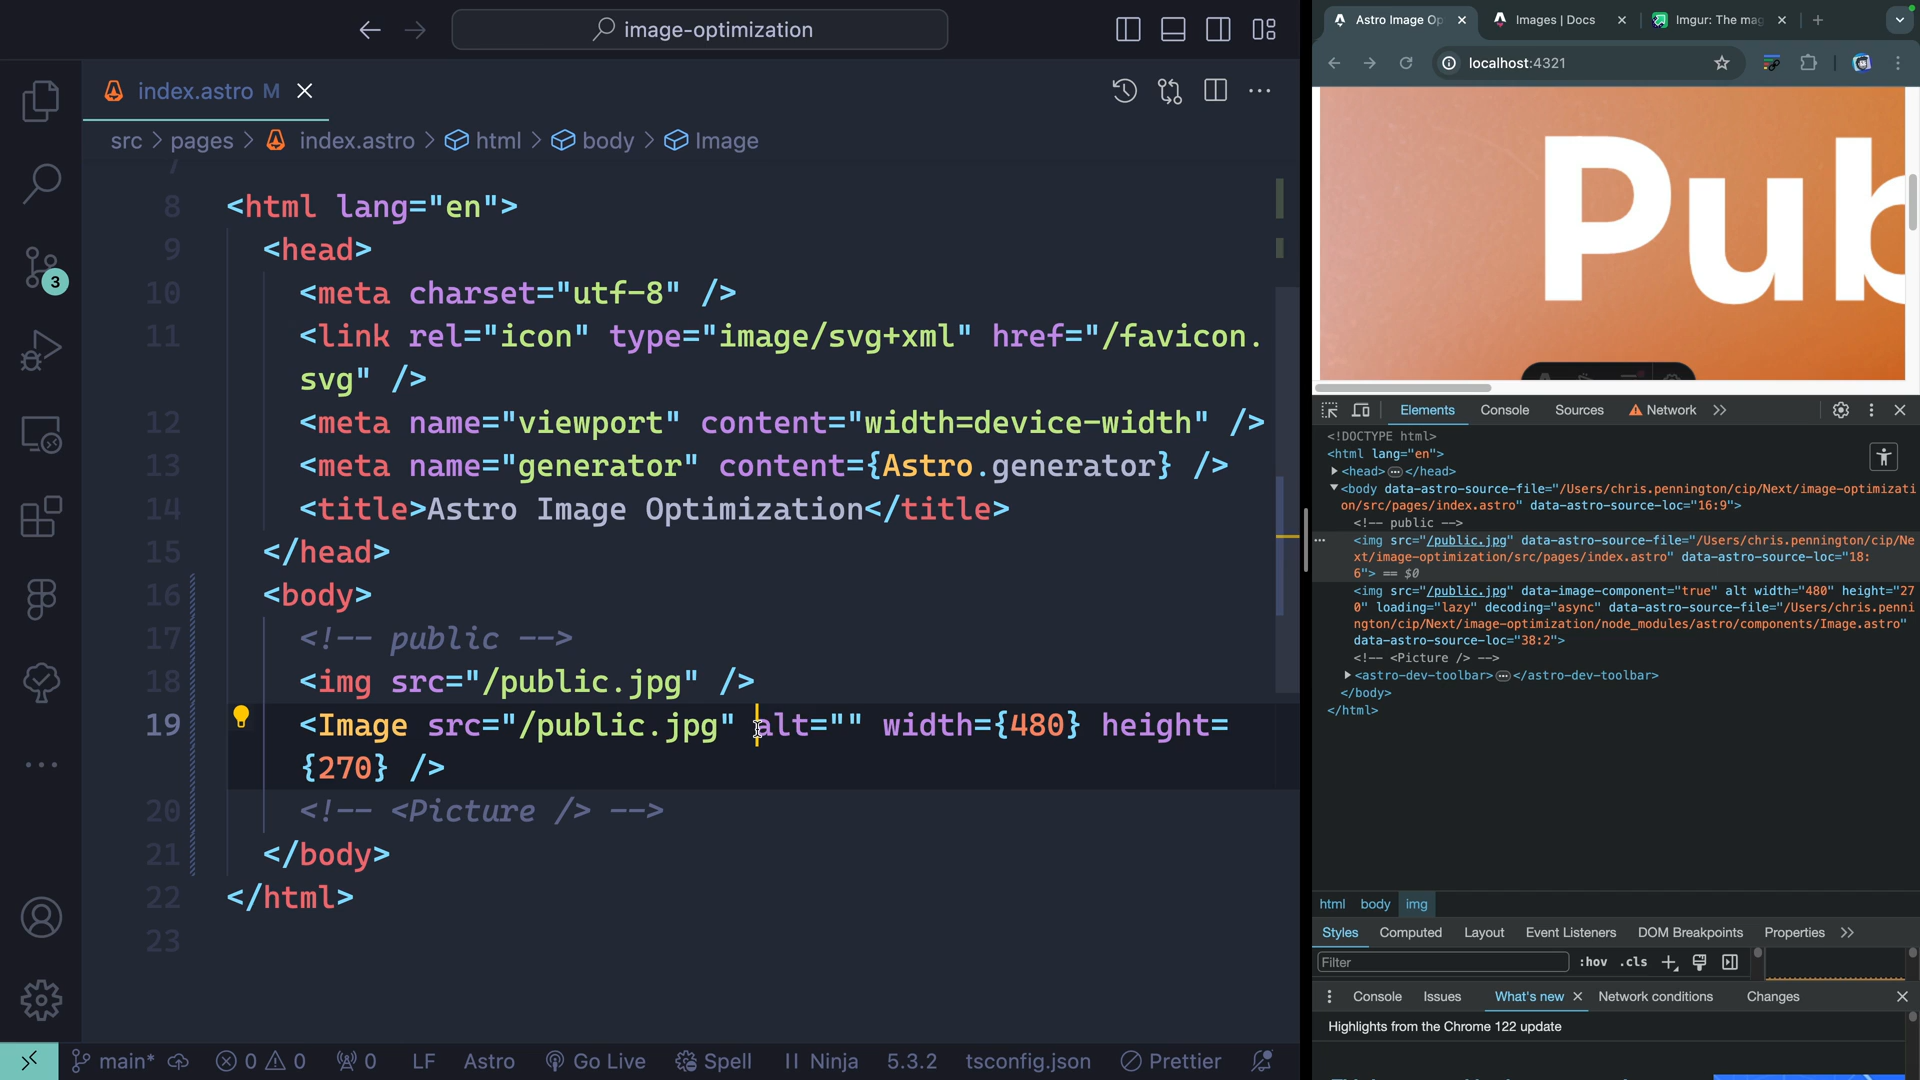 image-optimization
index.astro M
src > pages > index.astro > html > body > Image
7
8 <html lang="en">
9 <head>
10 <meta charset="utf-8" />
11 <link rel="icon" type="image/svg+xml" href="/favicon.
svg" />
12 <meta name="viewport" content="width=device-width" />
13 <meta name="generator" content={Astro.generator} />
14 <title>Astro Image Optimization</title>
15 </head>
16 <body>
17 <!-- public -->
18 <img src="/public.jpg" />
19 <Image src="/public.jpg" alt="" width={480} height=
{270} />
20 <!-- <Picture /> -->
21 </body>
22 </html>
23
3
main* 0 0 0 LF Astro Go Live Spell Ninja 5.3.2 tsconfig.json Prettier
Astro Image Op
Images | Docs
Imgur: The mag
localhost:4321
Pub
Elements Console Sources Network
<!DOCTYPE html>
<html lang="en">
<head> </head>
<body data-astro-source-file="/Users/chris.pennington/cip/Next/image-optimizati
on/src/pages/index.astro" data-astro-source-loc="16:9">
<!-- public -->
<img src="/public.jpg" data-astro-source-file="/Users/chris.pennington/cip/Ne
xt/image-optimization/src/pages/index.astro" data-astro-source-loc="18:
6"> == $0
<img src="/public.jpg" data-image-component="true" alt width="480" height="27
0" loading="lazy" decoding="async" data-astro-source-file="/Users/chris.penni
ngton/cip/Next/image-optimization/node_modules/astro/components/Image.astro"
data-astro-source-loc="38:2">
<!-- <Picture /> -->
<astro-dev-toolbar> </astro-dev-toolbar>
</body>
</html>
html body img
Styles Computed Layout Event Listeners DOM Breakpoints Properties
Filter :hov .cls
Console Issues What's new Network conditions Changes
Highlights from the Chrome 122 update